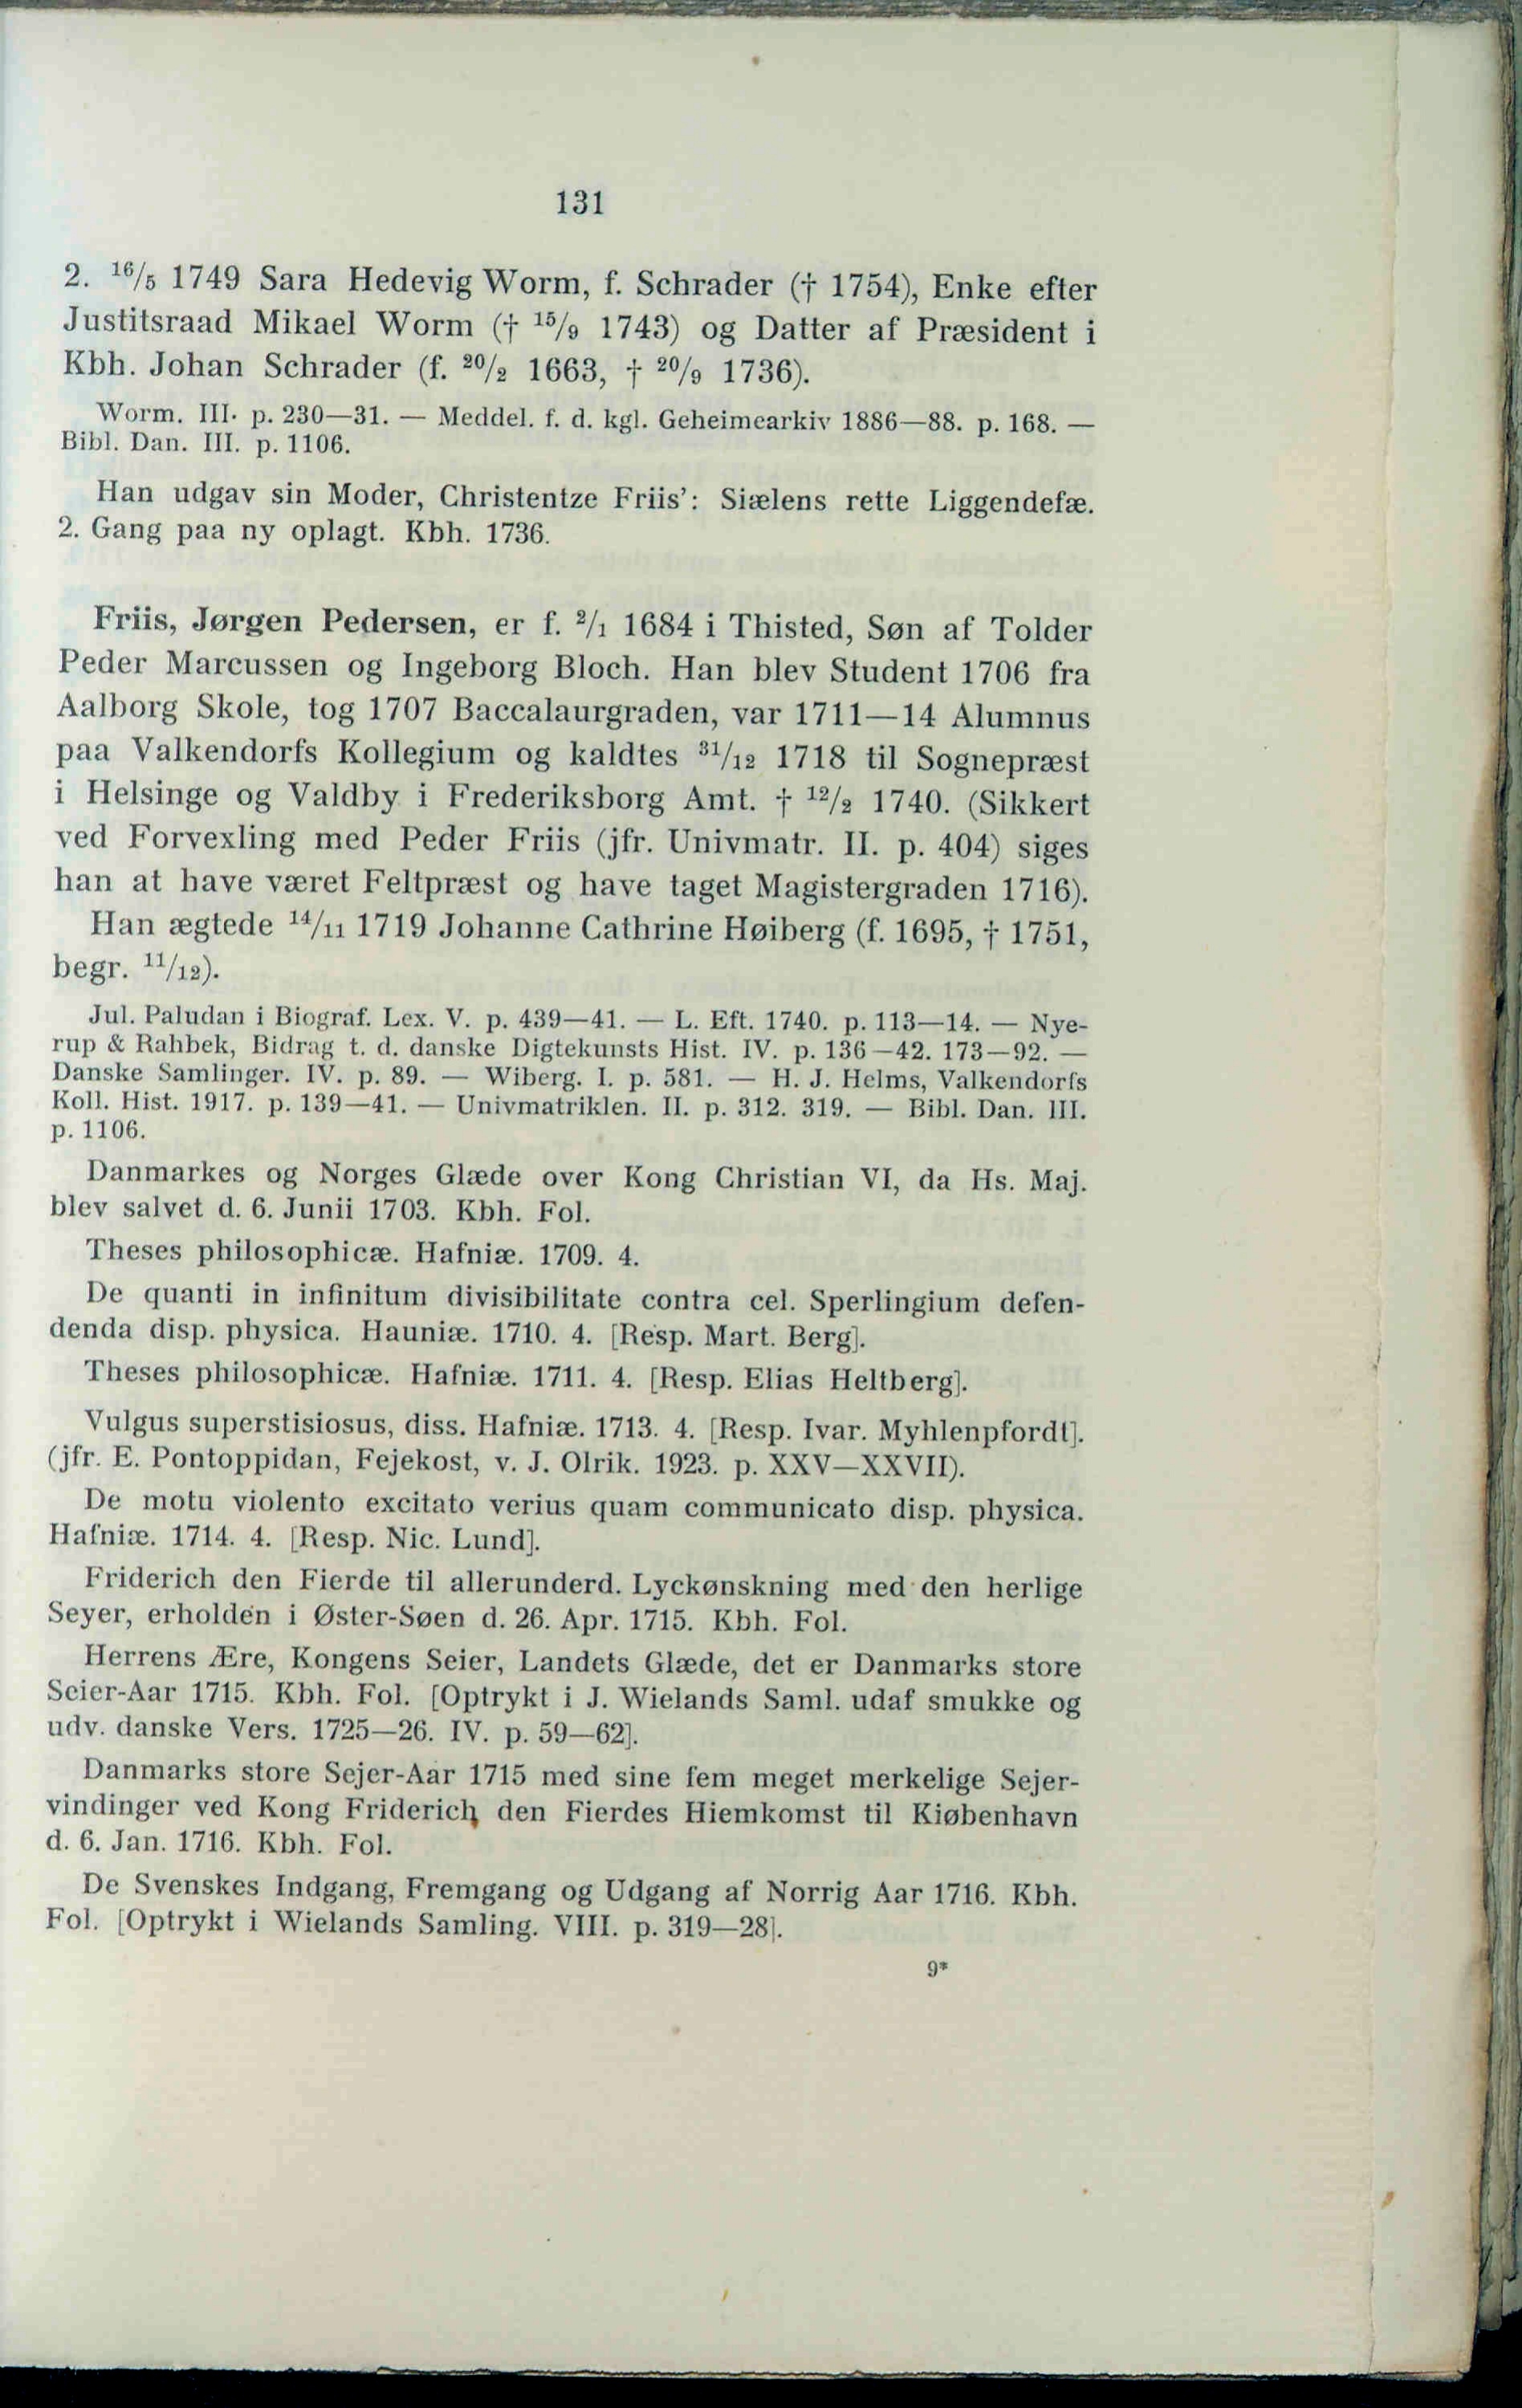 131
2. 16/5 1749 Sara Hedevig Worm, f. Schrader († 1754), Enke efter
Justitsraad Mikael Worm († 15/9 1743) og Datter af Præsident i
Kbh. Johan Schrader (f. 20/2 1663, † 20/9 1736).
Worm. III. p. 230—31. — Meddel. f. d. kgl. Geheimearkiv 1886—88. p. 168. —
Bibl. Dan. III. p. 1106.
Han udgav sin Moder, Christentze Friis': Siælens rette Liggendefæ.
2. Gang paa ny oplagt. Kbh. 1736.
Friis, Jørgen Pedersen, er f. 2/1 1684 i Thisted, Søn af Tolder
Peder Marcussen og Ingeborg Bloch. Han blev Student 1706 fra
Aalborg Skole, tog 1707 Baccalaurgraden, var 1711—14 Alumnus
paa Valkendorfs Kollegium og kaldtes 31/12 1718 til Sognepræst
i Helsinge og Valdby i Frederiksborg Amt. † 12/2 1740. (Sikkert
ved Forvexling med Peder Friis (jfr. Univmatr. II. p. 404) siges
han at have været Feltpræst og have taget Magistergraden 1716).
Han ægtede 14/11 1719 Johanne Cathrine Høiberg (f. 1695, † 1751,
begr. 11/12).
Jul. Paludan i Biograf. Lex. V. p. 439—41. — L. Eft. 1740. p. 113—14. — Nye-
rup & Rahbek, Bidrag t. d. danske Digtekunsts Hist. IV. p. 136—42. 173—92. —
Danske Samlinger. IV. p. 89. — Wiberg. I. p. 581. — H. J. Helms, Valkendorfs
Koll. Hist. 1917. p. 139—41. — Univmatriklen. II. p. 312. 319. — Bibl. Dan. III.
p. 1106.
Danmarkes og Norges Glæde over Kong Christian VI, da Hs. Maj.
blev salvet d. 6. Junii 1703. Kbh. Fol.
Theses philosophicæ. Hafniæ. 1709. 4.
De quanti in infinitum divisibilitate contra cel. Sperlingium defen-
denda disp. physica. Hauniæ. 1710. 4. [Resp. Mart. Berg].
Theses philosophicæ. Hafniæ. 1711. 4. [Resp. Elias Heltberg].
Vulgus superstisiosus, diss. Hafniæ. 1713. 4. [Resp. Ivar. Myhlenpfordt].
(jfr. E. Pontoppidan, Fejekost, v. J. Olrik. 1923. p. XXV—XXVII).
De motu violento excitato verius quam communicato disp. physica.
Hafniæ. 1714. 4. [Resp. Nic. Lund].
Friderich den Fierde til allerunderd. Lyckønskning med den herlige
Seyer, erholden i Øster-Søen d. 26. Apr. 1715. Kbh. Fol.
Herrens Ære, Kongens Seier, Landets Glæde, det er Danmarks store
Seier-Aar 1715. Kbh. Fol. [Optrykt i J. Wielands Saml. udaf smukke og
udv. danske Vers. 1725—26. IV. p. 59—62].
Danmarks store Sejer-Aar 1715 med sine fem meget merkelige Sejer-
vindinger ved Kong Friderich den Fierdes Hiemkomst til Kiøbenhavn
d. 6. Jan. 1716. Kbh. Fol.
De Svenskes Indgang, Fremgang og Udgang af Norrig Aar 1716. Kbh.
Fol. [Optrykt i Wielands Samling. VIII. p. 319—28].
9*